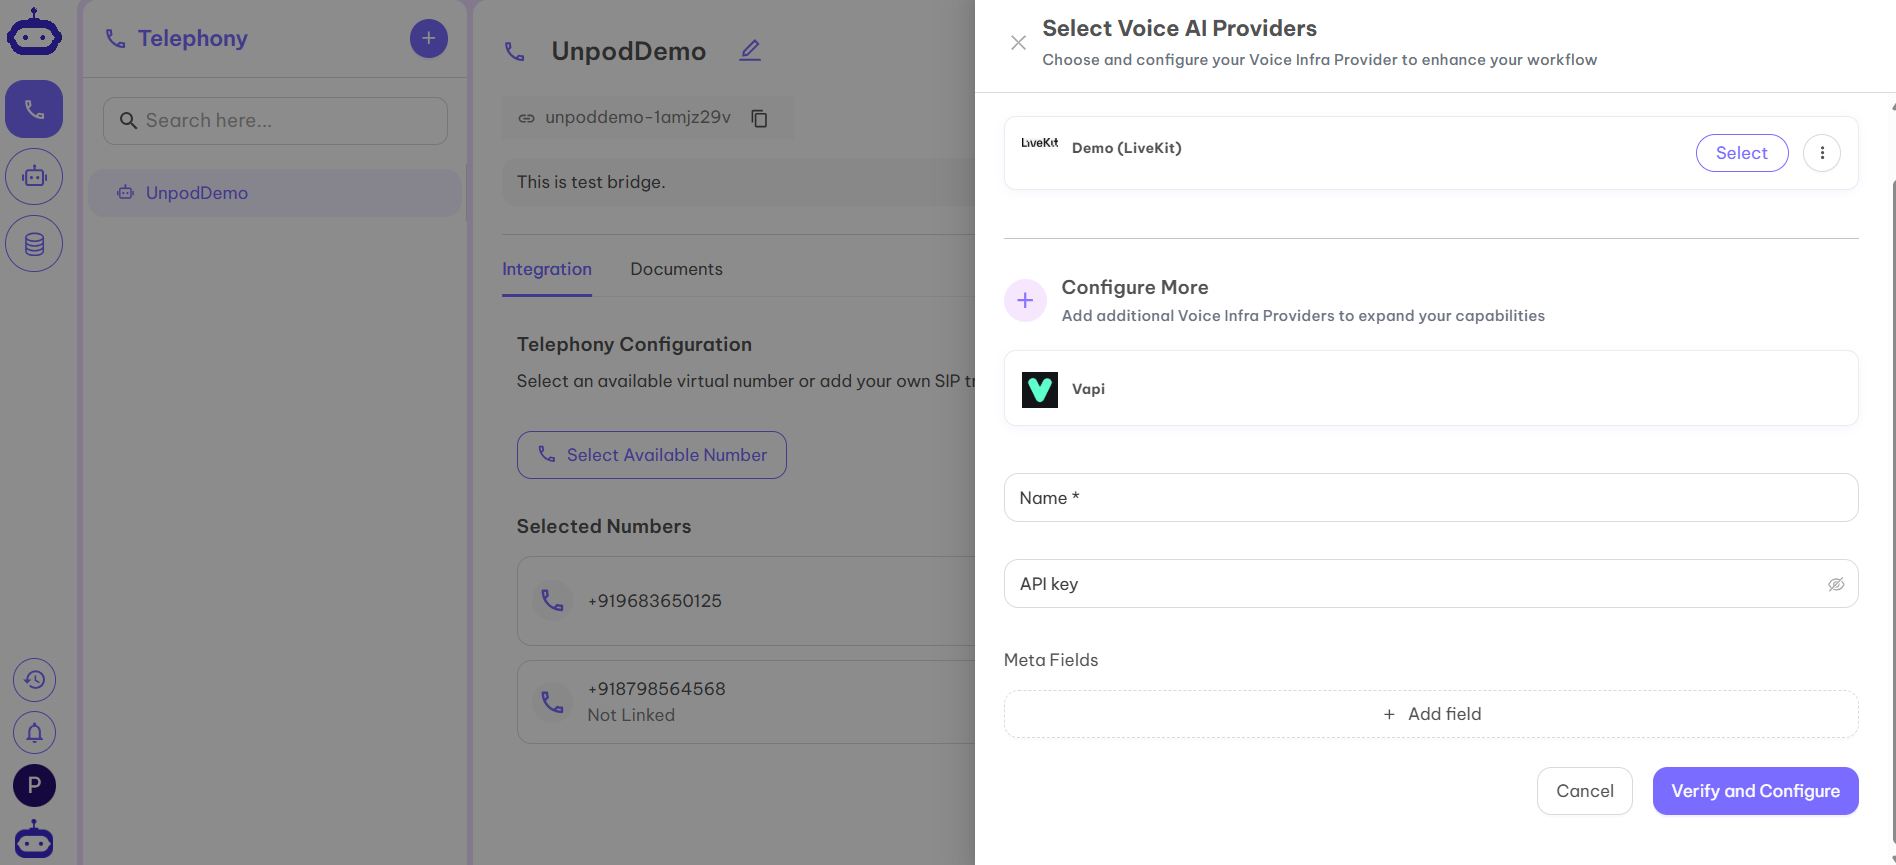 Telephony
+
Search here...
UnpodDemo
P
UnpodDemo
unpoddemo-1amjz29v
This is test bridge.
Integration
Documents
Telephony Configuration
Select an available virtual number or add your own SIP tr
Select Available Number
Selected Numbers
+919683650125
+918798564568
Not Linked
Select Voice AI Providers
Choose and configure your Voice Infra Provider to enhance your workflow
LiveKit
Demo (LiveKit)
Select
+
Configure More
Add additional Voice Infra Providers to expand your capabilities
Vapi
Name *
API key
Meta Fields
+ Add field
Cancel
Verify and Configure